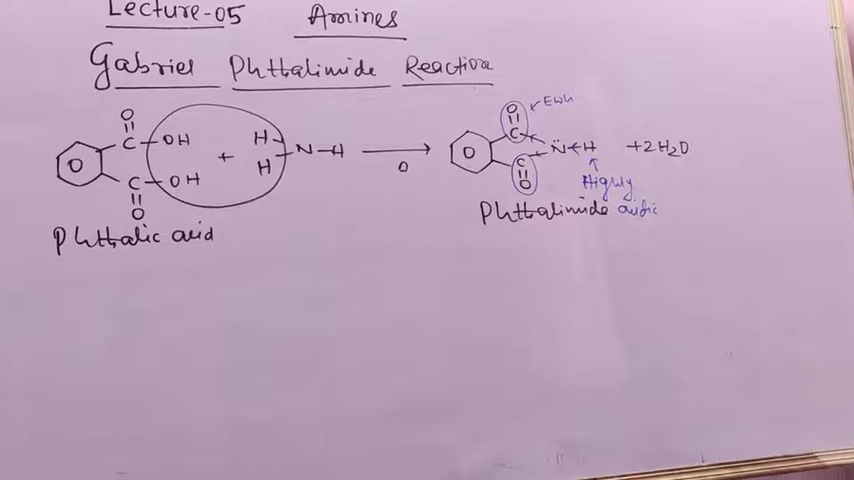 Lecture-05 Amines
Gabriel Phthalimide Reaction
O O ← EWG
|| ||
C - OH H C
O + H N - H → O N̈ ← H + 2H₂O
C - OH Δ C ↑
|| || Highly
O O acidic
Phthalimide
Phthalic acid